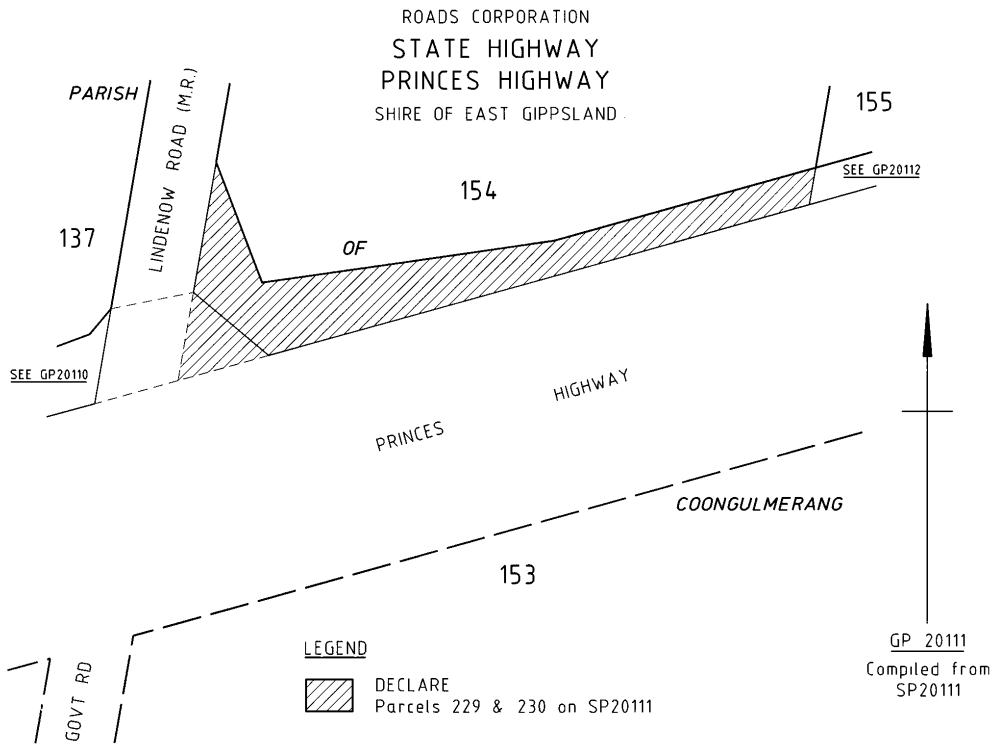 ROADS CORPORATION
STATE HIGHWAY
PRINCES HIGHWAY
SHIRE OF EAST GIPPSLAND
PARISH
LINDENOW ROAD (M.R.)
155
SEE GP20112
154
137
OF
SEE GP20110
PRINCES HIGHWAY
COONGULMERANG
153
GOVT RD
LEGEND
DECLARE
Parcels 229 & 230 on SP20111
GP 20111
Compiled from
SP20111